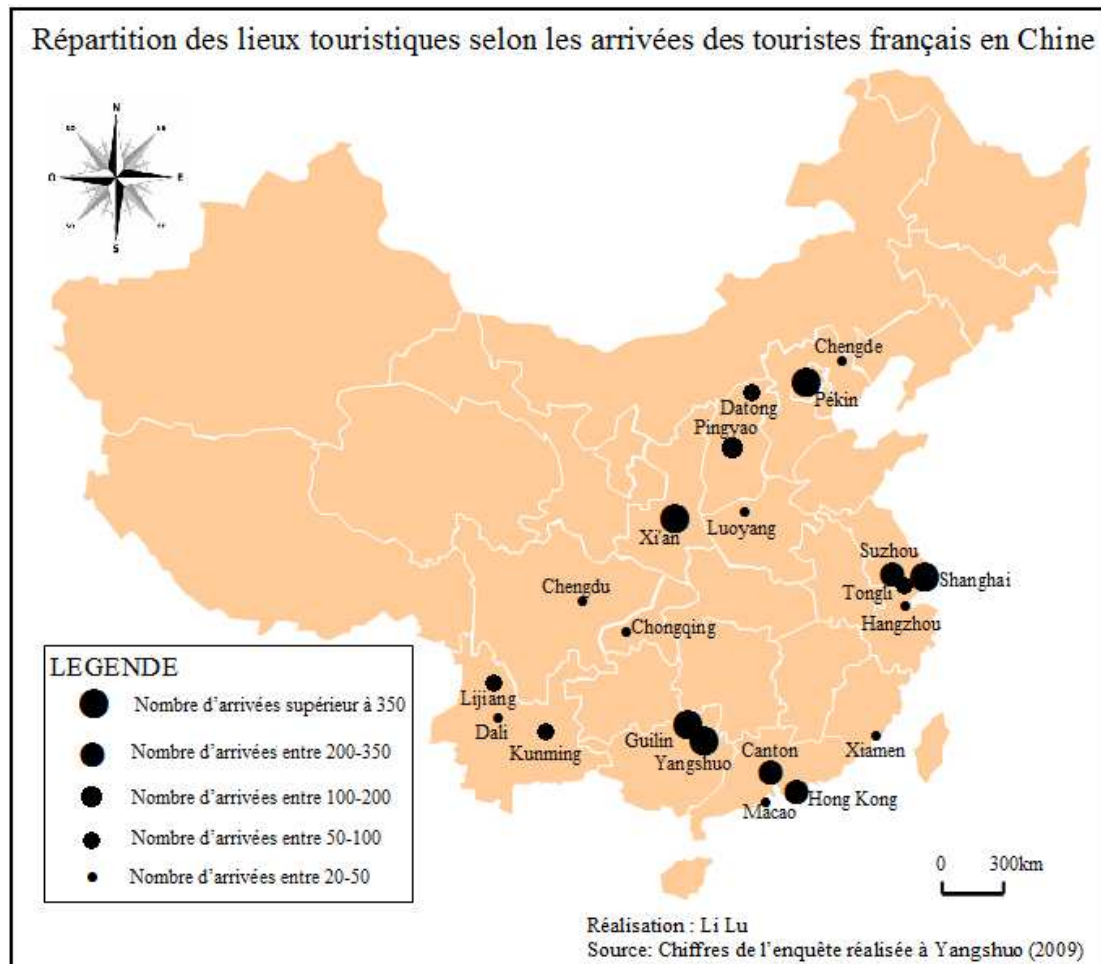 Répartition des lieux touristiques selon les arrivées des touristes français en Chine
N
O
E
S
Chengde
Pékin
Datong
Pingyao
Luoyang
Xi'an
Suzhou
Shanghai
Tongli
Hangzhou
Chengdu
Chongqing
Lijiang
Dali
Kunming
Guilin
Yangshuo
Canton
Xiamen
Hong Kong
Macao
LEGENDE
Nombre d'arrivées supérieur à 350
Nombre d'arrivées entre 200-350
Nombre d'arrivées entre 100-200
Nombre d'arrivées entre 50-100
Nombre d'arrivées entre 20-50
0 300km
Réalisation : Li Lu
Source: Chiffres de l'enquête réalisée à Yangshuo (2009)